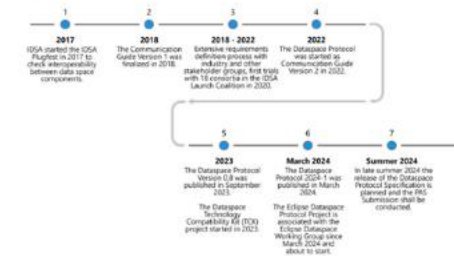 1
2017
IDSA started the IDSA
Plugfest in 2017 to
check interoperability
between data space
components.
2
2018
The Communication
Guide Version 1 was
finalized in 2018.
3
2018 - 2022
Extensive requirements
definition process with
industry and other
stakeholder groups, first trials
with 18 consortia in the IDSA
Launch Coalition in 2020.
4
2022
The Dataspace Protocol
was started as
Communication Guide
Version 2 in 2022.
5
2023
The Dataspace Protocol
Version 0.8 was
published in September
2023.
The Dataspace
Technology
Compatibility Kit (TCK)
project started in 2023.
6
March 2024
The Dataspace
Protocol 2024-1 was
published in March
2024.
The Eclipse Dataspace
Protocol Project is
associated with the
Eclipse Dataspace
Working Group since
March 2024 and
about to start.
7
Summer 2024
In late summer 2024 the
release of the Dataspace
Protocol Specification is
planned and the PAS
Submission shall be
conducted.